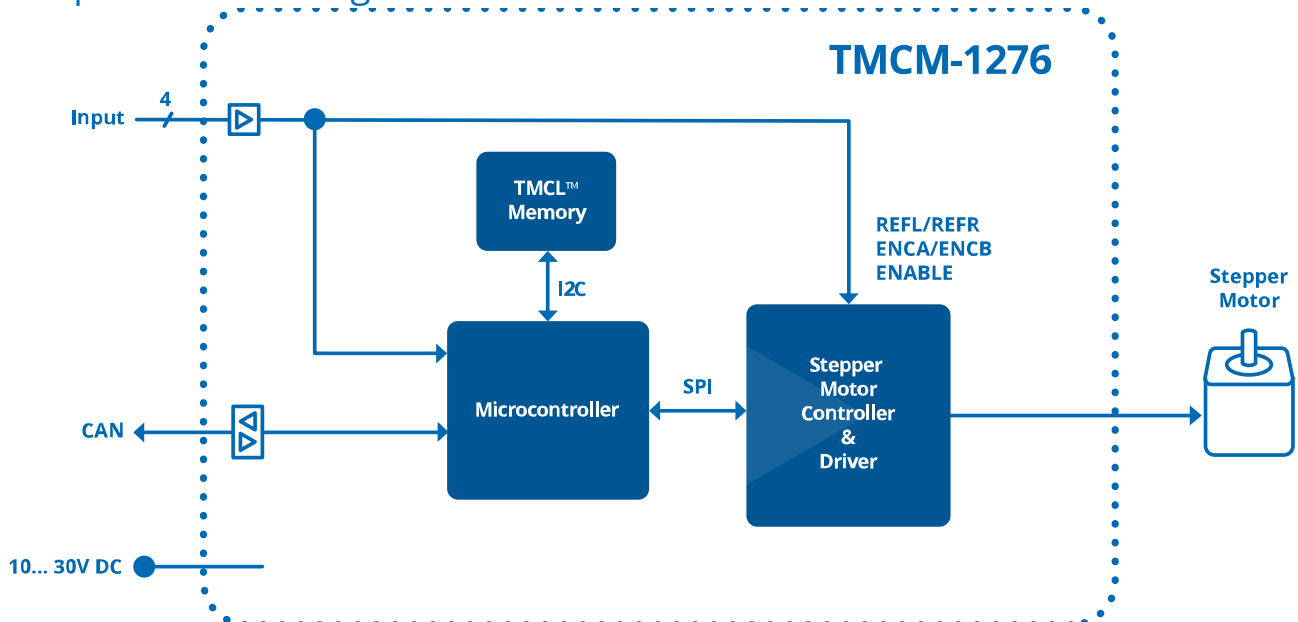 TMCM-1276
4
Input
TMCL™
Memory
REFL/REFR
ENCA/ENCB
ENABLE
I2C
Stepper
Motor
Stepper
Motor
Controller
&
Driver
SPI
Microcontroller
CAN
10... 30V DC